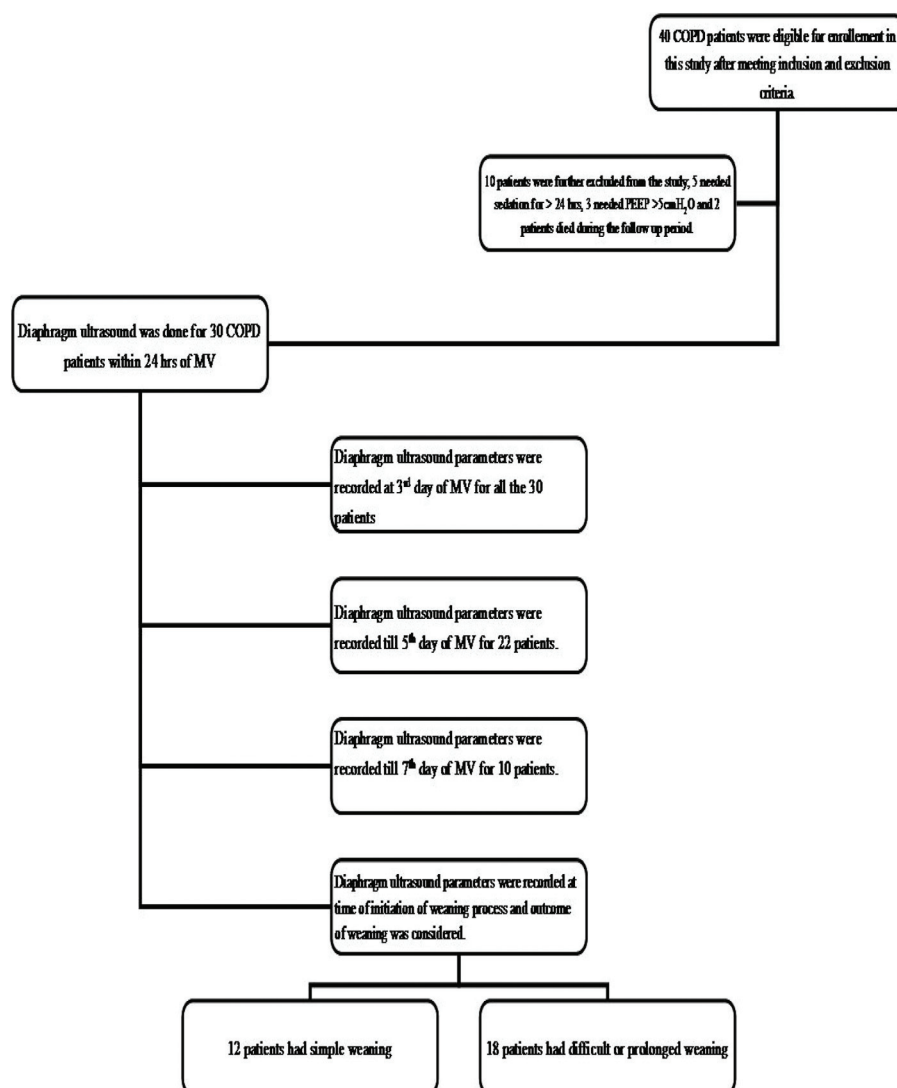 40 COPD patients were eligible for enrollement in
this study after meeting inclusion and exclusion
criteria.
10 patients were further excluded from the study, 5 needed
sedation for > 24 hrs, 3 needed PEEP >5cmH₂O and 2
patients died during the follow up period.
Diaphragm ultrasound was done for 30 COPD
patients within 24 hrs of MV
Diaphragm ultrasound parameters were
recorded at 3rd day of MV for all the 30
patients
Diaphragm ultrasound parameters were
recorded till 5th day of MV for 22 patients.
Diaphragm ultrasound parameters were
recorded till 7th day of MV for 10 patients.
Diaphragm ultrasound parameters were recorded at
time of initiation of weaning process and outcome
of weaning was considered.
12 patients had simple weaning
18 patients had difficult or prolonged weaning